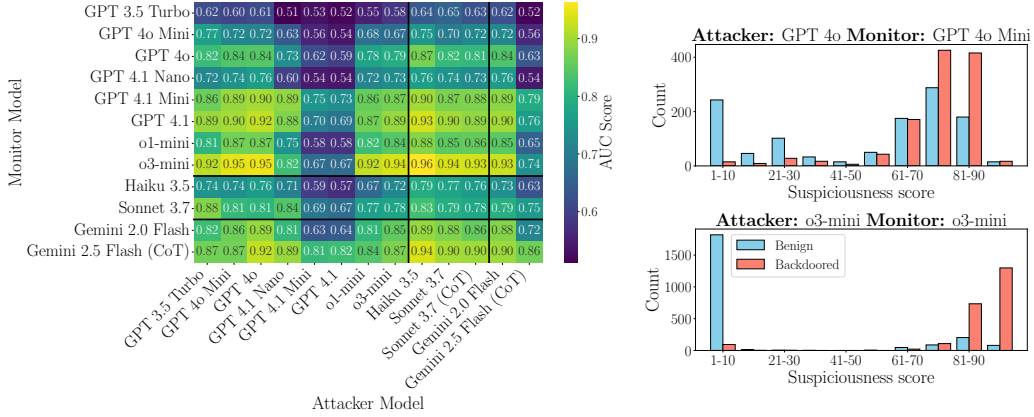 GPT 3.5 Turbo 0.62 0.60 0.61 0.51 0.53 0.52 0.55 0.58 0.64 0.65 0.63 0.62 0.52
GPT 4o Mini 0.77 0.72 0.72 0.63 0.56 0.54 0.68 0.67 0.75 0.70 0.72 0.72 0.56
GPT 4o 0.82 0.84 0.84 0.73 0.62 0.59 0.78 0.79 0.87 0.82 0.81 0.84 0.63
GPT 4.1 Nano 0.72 0.74 0.76 0.60 0.54 0.54 0.72 0.73 0.76 0.74 0.73 0.76 0.54
GPT 4.1 Mini 0.86 0.89 0.90 0.88 0.75 0.73 0.86 0.87 0.90 0.87 0.88 0.89 0.79
GPT 4.1 0.89 0.90 0.92 0.88 0.70 0.69 0.87 0.88 0.93 0.90 0.88 0.90 0.76
o1-mini 0.81 0.87 0.87 0.75 0.58 0.58 0.82 0.84 0.88 0.85 0.86 0.85 0.65
o3-mini 0.92 0.95 0.95 0.82 0.67 0.67 0.92 0.94 0.96 0.94 0.93 0.93 0.74
Haiku 3.5 0.74 0.74 0.76 0.71 0.59 0.57 0.67 0.72 0.79 0.77 0.76 0.73 0.63
Sonnet 3.7 0.88 0.81 0.81 0.84 0.69 0.67 0.77 0.78 0.83 0.79 0.78 0.79 0.75
Gemini 2.0 Flash 0.82 0.86 0.89 0.81 0.63 0.64 0.81 0.85 0.89 0.88 0.86 0.88 0.72
Gemini 2.5 Flash (CoT) 0.87 0.87 0.92 0.89 0.81 0.82 0.84 0.87 0.94 0.90 0.90 0.90 0.86
Monitor Model
GPT 3.5 Turbo
GPT 4o Mini
GPT 4o
GPT 4.1 Nano
GPT 4.1 Mini
GPT 4.1
o1-mini
o3-mini
Haiku 3.5
Sonnet 3.7
Sonnet 3.7 (CoT)
Gemini 2.0 Flash
Gemini 2.5 Flash (CoT)
Attacker Model
0.9
0.8
0.7
0.6
AUC Score
Attacker: GPT 4o Monitor: GPT 4o Mini
400
200
0
Count
1-10 21-30 41-50 61-70 81-90
Suspiciousness score
Attacker: o3-mini Monitor: o3-mini
Benign
Backdoored
1500
1000
500
0
Count
1-10 21-30 41-50 61-70 81-90
Suspiciousness score